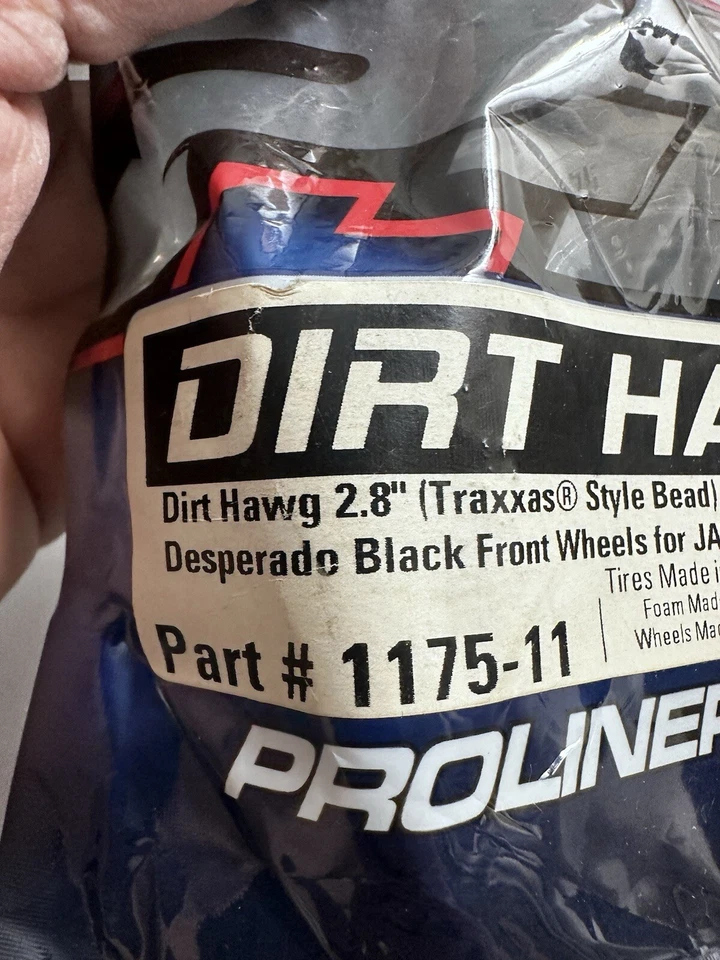 DIRT HA
Dirt Hawg 2.8" (Traxxas® Style Bead)
Desperado Black Front Wheels for JA
Tires Made i
Foam Mad
Wheels Mad
Part # 1175-11
PROLINE